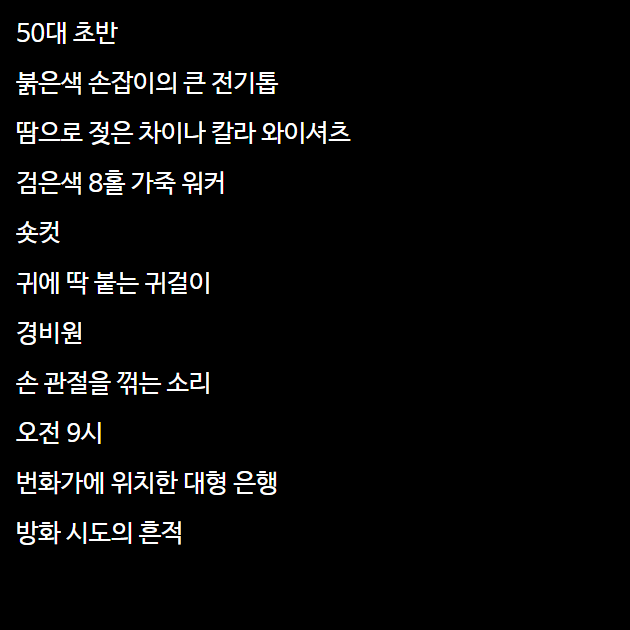 50대 초반
붉은색 손잡이의 큰 전기톱
땀으로 젖은 차이나 칼라 와이셔츠
검은색 8홀 가죽 워커
숏컷
귀에 딱 붙는 귀걸이
경비원
손 관절을 꺾는 소리
오전 9시
번화가에 위치한 대형 은행
방화 시도의 흔적